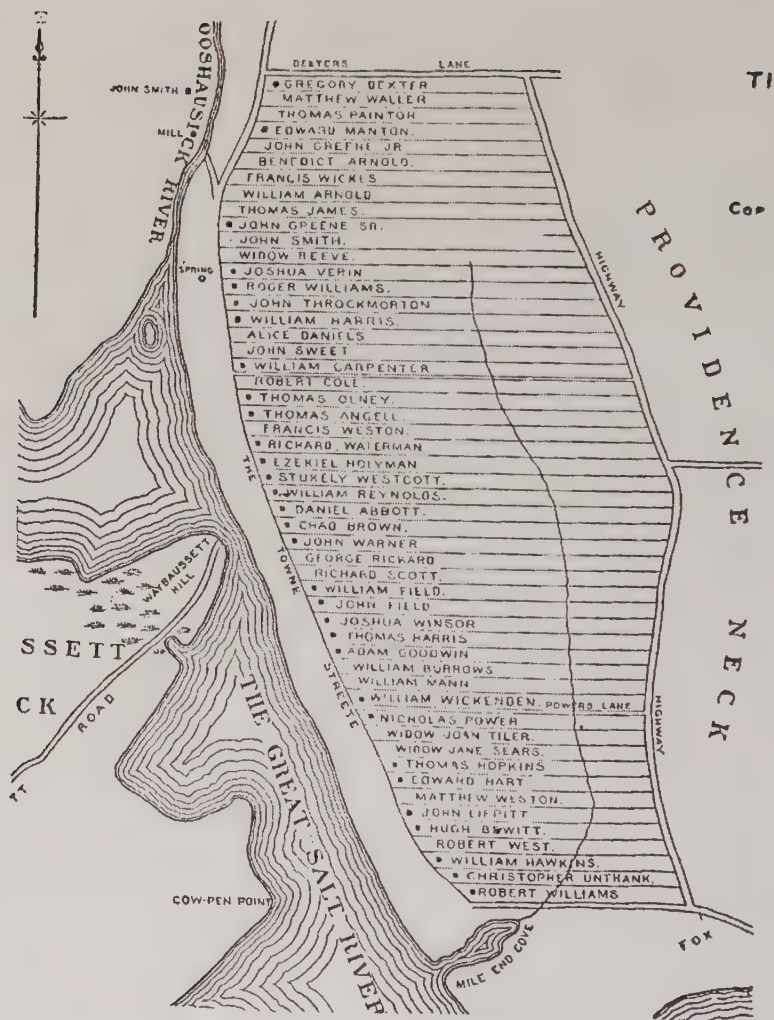 DEXTERS LANE
TI
OOSHAUSICK RIVER
JOHN SMITH
MILL
GREGORY DEXTER
MATTHEW WALLER
THOMAS PAINTOR
EDWARD MANTON.
JOHN GREENE JR
BENEDICT ARNOLD.
FRANCIS WICKES
WILLIAM ARNOLD
THOMAS JAMES.
JOHN GREENE SR.
JOHN SMITH.
WIDOW REEVE.
SPRING
JOSHUA VERIN
ROGER WILLIAMS.
JOHN THROCKMORTON
WILLIAM HARRIS.
ALICE DANIELS
JOHN SWEET
WILLIAM CARPENTER
ROBERT COLE.
THOMAS OLNEY.
THOMAS ANGELL.
FRANCIS WESTON.
RICHARD WATERMAN
EZEKIEL HOLYMAN
STUKELY WESTCOTT.
WILLIAM REYNOLDS.
DANIEL ABBOTT.
CHAD BROWN.
JOHN WARNER
GEORGE RICKARD
RICHARD SCOTT.
WILLIAM FIELD.
JOHN FIELD
JOSHUA WINSOR
THOMAS HARRIS
ADAM GOODWIN
WILLIAM BURROWS
WILLIAM MANN
WILLIAM WICKENDEN. POWERS LANE
NICHOLAS POWER
WIDOW JOAN TILER.
WIDOW JANE SEARS.
THOMAS HOPKINS
EDWARD HART
MATTHEW WESTON.
JOHN LIPPITT
HUGH BEWITT.
ROBERT WEST.
WILLIAM HAWKINS.
CHRISTOPHER UNTHANK.
ROBERT WILLIAMS
THE TOWNE STREETE
HIGHWAY
HIGHWAY
COP
PROVIDENCE NECK
WAYBAUSSETT HILL
SSETT
CK
ROAD
TT
THE GREAT SALT RIVER
COW-PEN POINT
MILE END COVE
FOX